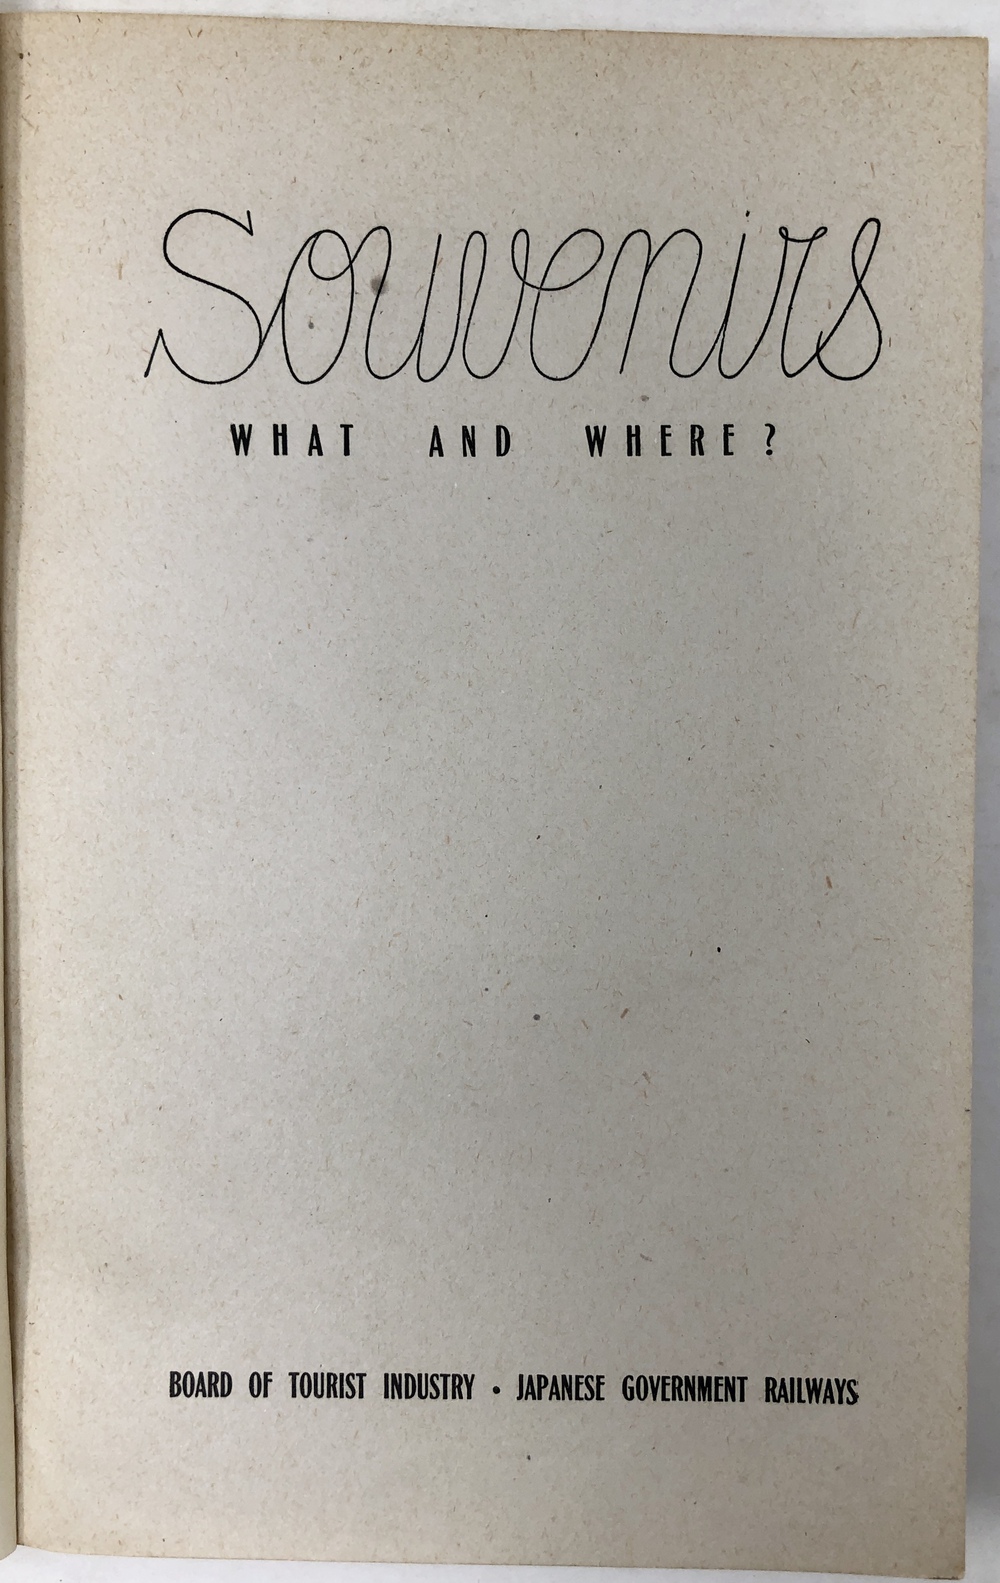 Souvenirs
WHAT AND WHERE?
BOARD OF TOURIST INDUSTRY • JAPANESE GOVERNMENT RAILWAYS